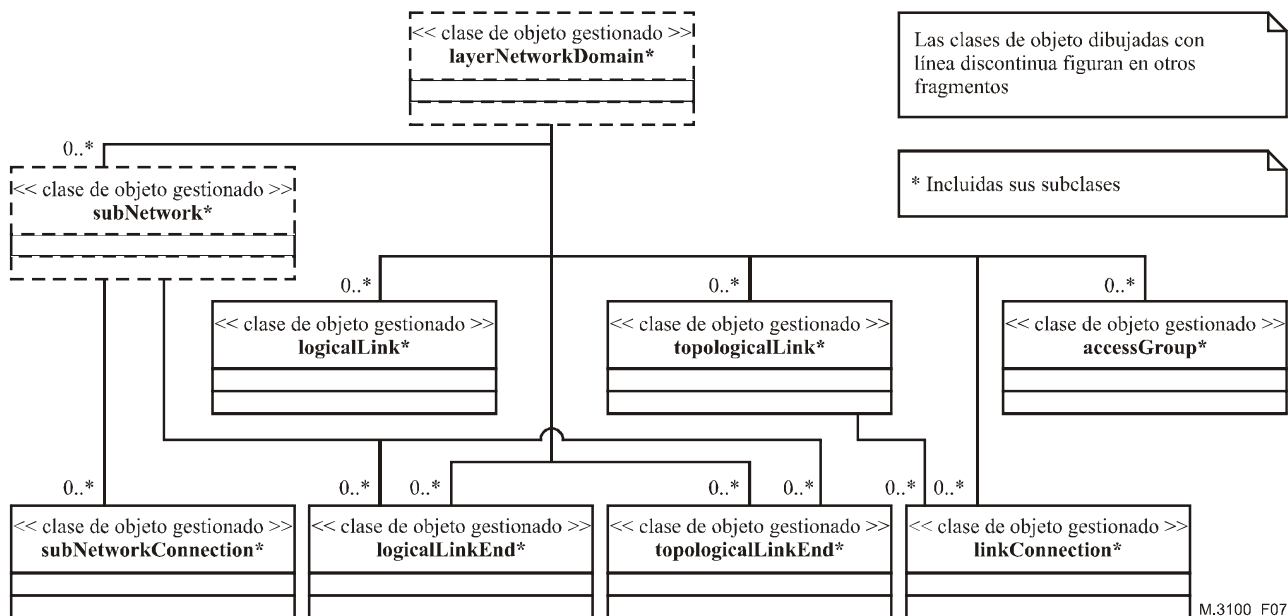 << clase de objeto gestionado >>
layerNetworkDomain*
Las clases de objeto dibujadas con
línea discontinua figuran en otros
fragmentos
0..*
* Incluidas sus subclases
<< clase de objeto gestionado >>
subNetwork*
0..*
0..*
0..*
<< clase de objeto gestionado >>
logicalLink*
<< clase de objeto gestionado >>
topologicalLink*
<< clase de objeto gestionado >>
accessGroup*
0..*
0..*
0..*
0..*
0..*
0..*
0..*
<< clase de objeto gestionado >>
subNetworkConnection*
<< clase de objeto gestionado >>
logicalLinkEnd*
<< clase de objeto gestionado >>
topologicalLinkEnd*
<< clase de objeto gestionado >>
linkConnection*
M.3100_F07